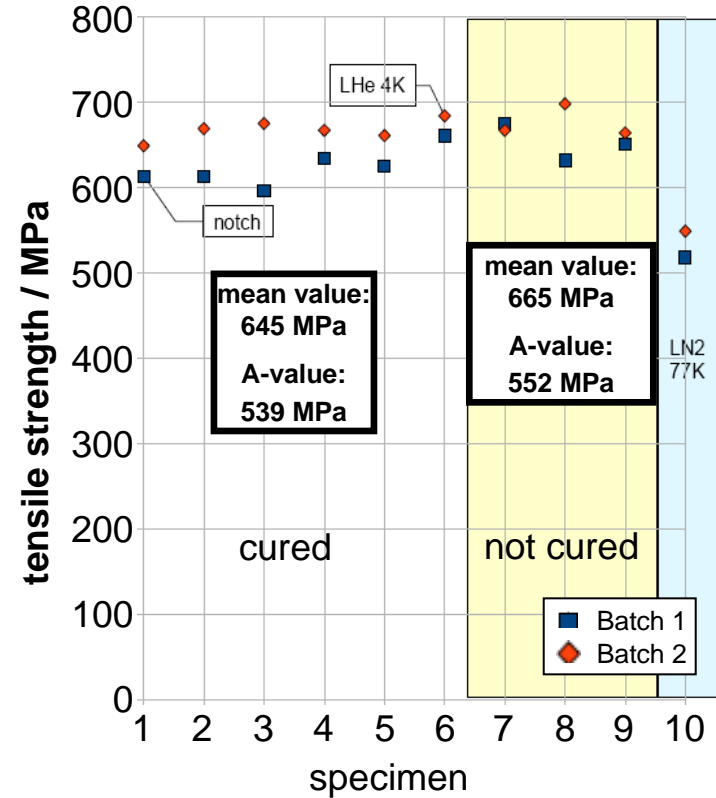 800
700
600
500
400
300
200
100
0
tensile strength / MPa
LHe 4K
notch
mean value:
645 MPa
A-value:
539 MPa
mean value:
665 MPa
A-value:
552 MPa
LN2
77K
cured
not cured
Batch 1
Batch 2
1 2 3 4 5 6 7 8 9 10
specimen